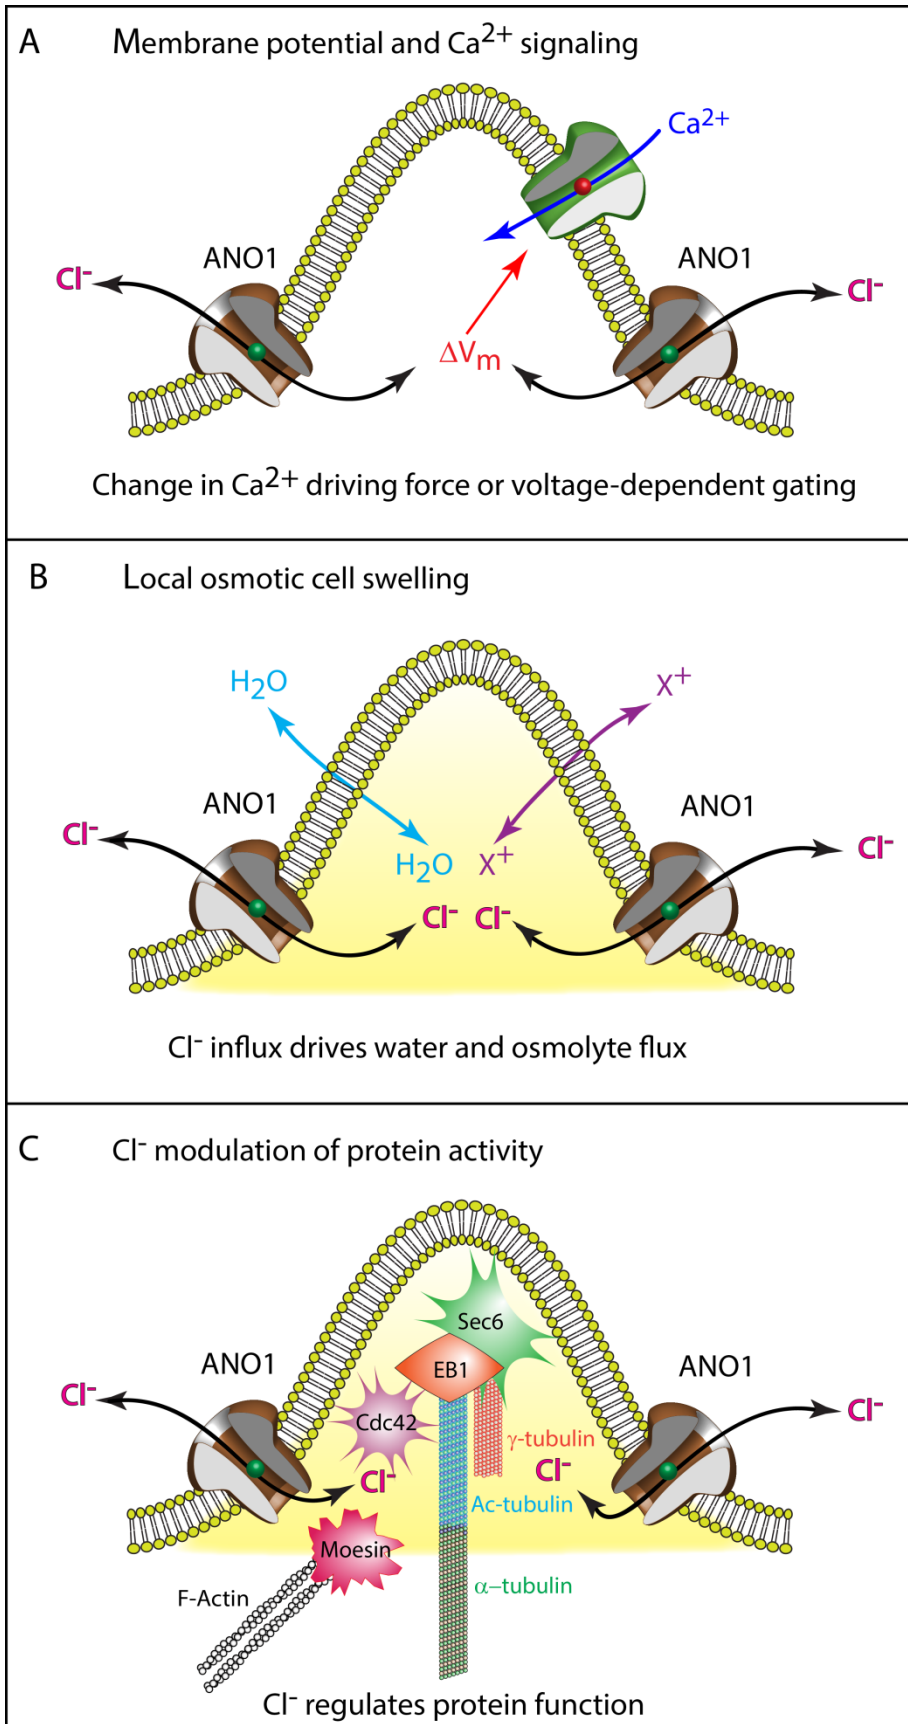 A Membrane potential and Ca²⁺ signaling
Ca²⁺
ANO1
ANO1
Cl⁻
Cl⁻
ΔVm
Change in Ca²⁺ driving force or voltage-dependent gating
B Local osmotic cell swelling
H₂O
X⁺
ANO1
ANO1
Cl⁻
Cl⁻
H₂O X⁺
Cl⁻ Cl⁻
Cl⁻ influx drives water and osmolyte flux
C Cl⁻ modulation of protein activity
Sec6
ANO1
EB1
ANO1
Cl⁻
Cl⁻
Cdc42
γ-tubulin
Cl⁻
Cl⁻
Ac-tubulin
Moesin
α-tubulin
F-Actin
Cl⁻ regulates protein function